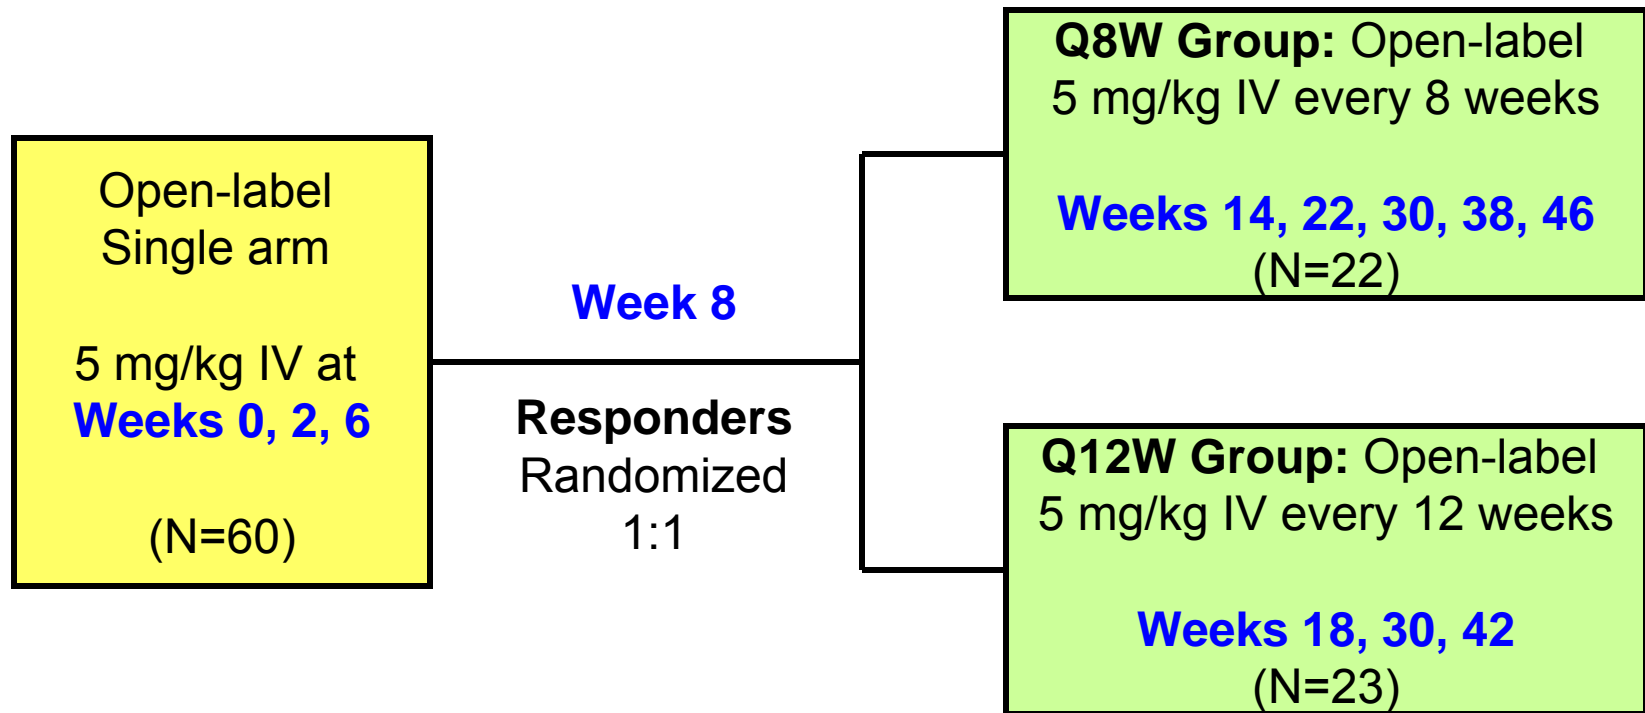 Open-label
Single arm
5 mg/kg IV at
Weeks 0, 2, 6
(N=60)
Week 8
Responders
Randomized
1:1
Q8W Group: Open-label
5 mg/kg IV every 8 weeks
Weeks 14, 22, 30, 38, 46
(N=22)
Q12W Group: Open-label
5 mg/kg IV every 12 weeks
Weeks 18, 30, 42
(N=23)